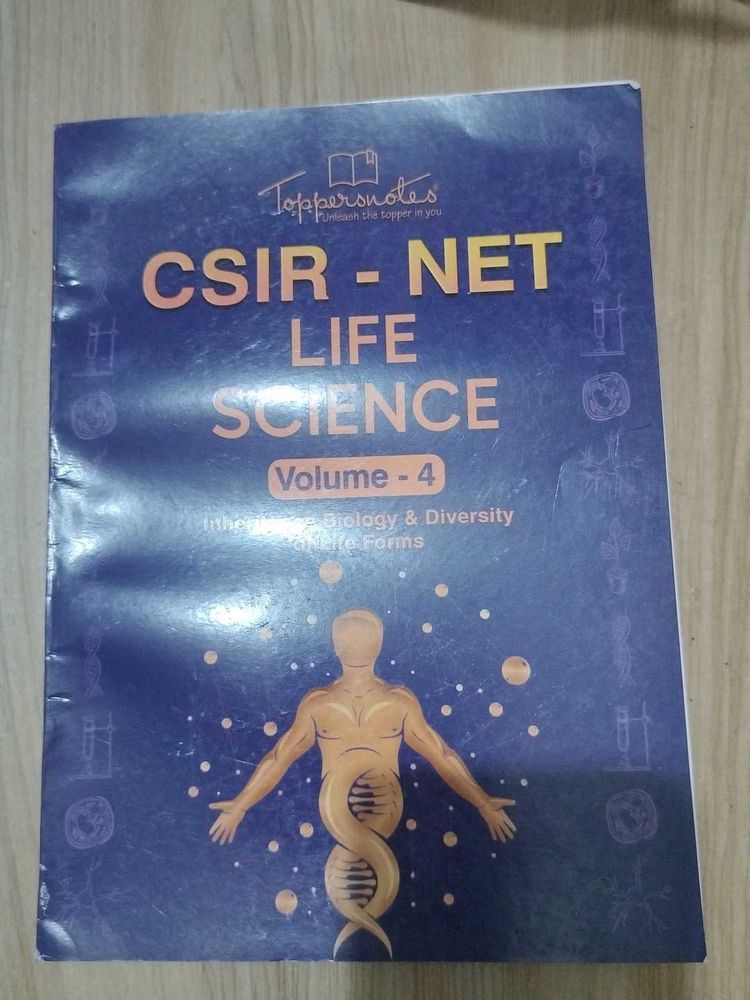 Toppersnotes
Unleash the topper in you
CSIR - NET
LIFE
SCIENCE
Volume - 4
Biology & Diversity
Life Forms